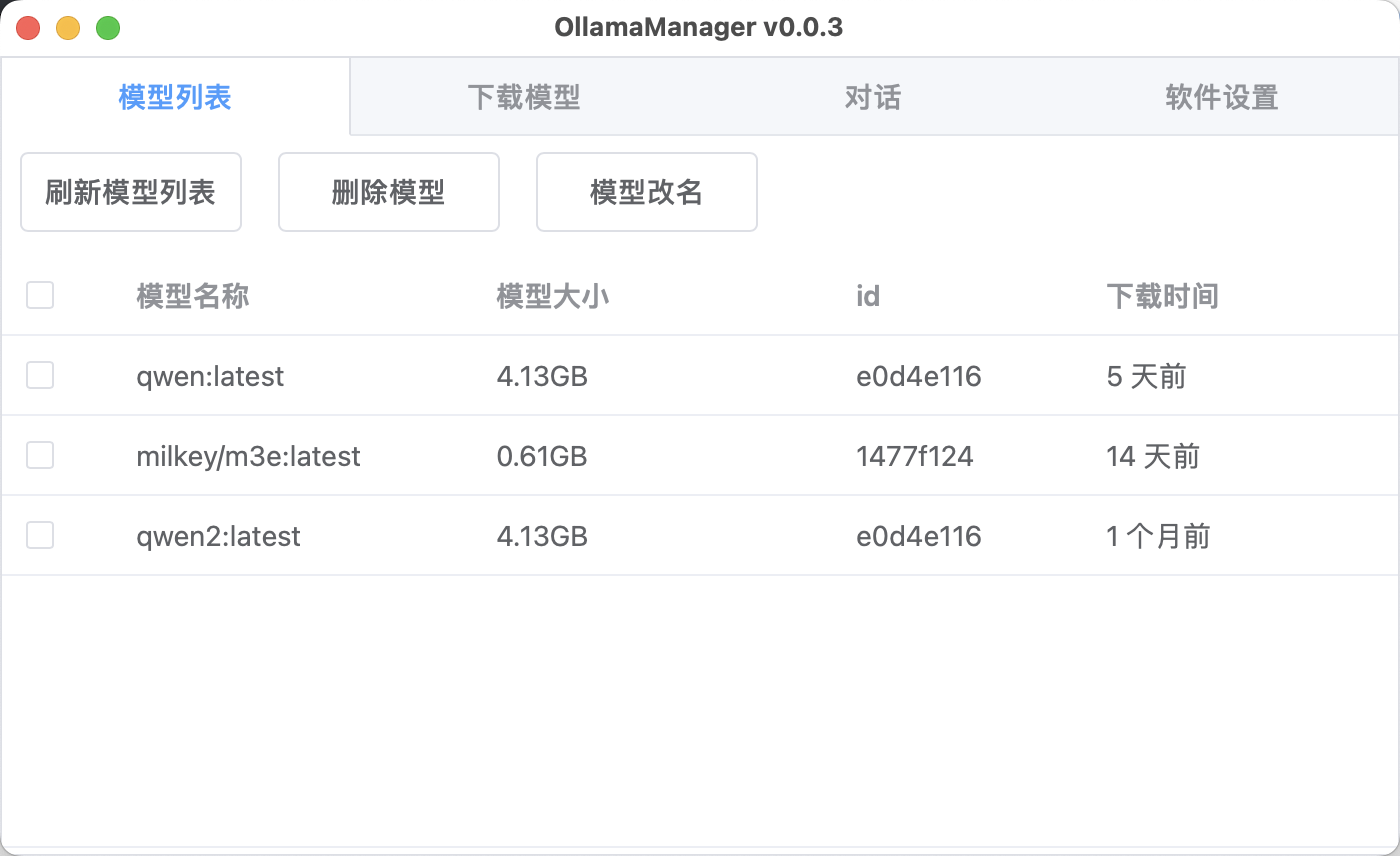 OllamaManager v0.0.3
模型列表 下载模型 对话 软件设置
刷新模型列表 删除模型 模型改名
模型名称 模型大小 id 下载时间
qwen:latest 4.13GB e0d4e116 5 天前
milkey/m3e:latest 0.61GB 1477f124 14 天前
qwen2:latest 4.13GB e0d4e116 1 个月前